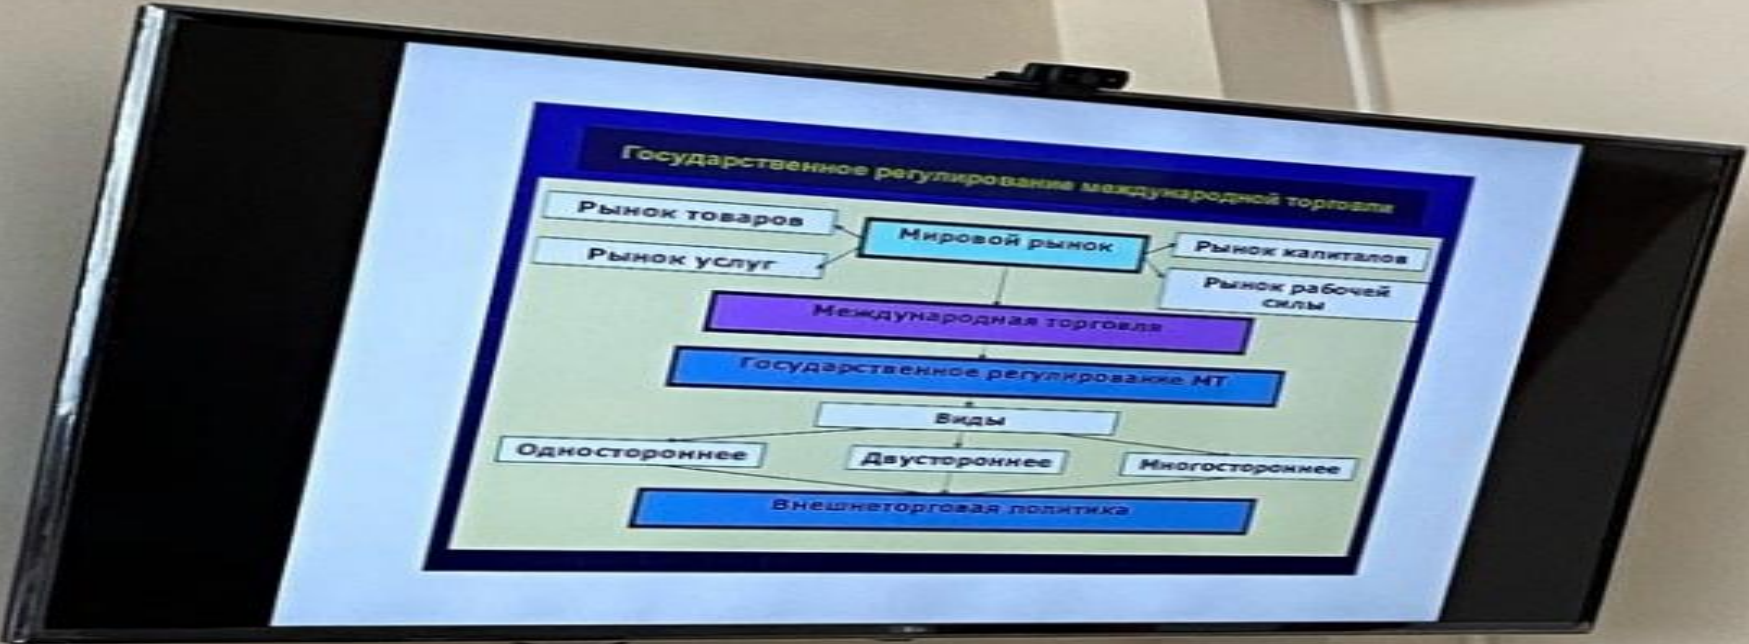 Государственное регулирование международной торговли
Рынок товаров
Мировой рынок
Рынок капиталов
Рынок услуг
Рынок рабочей
силы
Международная торговля
Государственное регулирование МТ
Виды
Одностороннее
Двустороннее
Многостороннее
Внешнеторговая политика